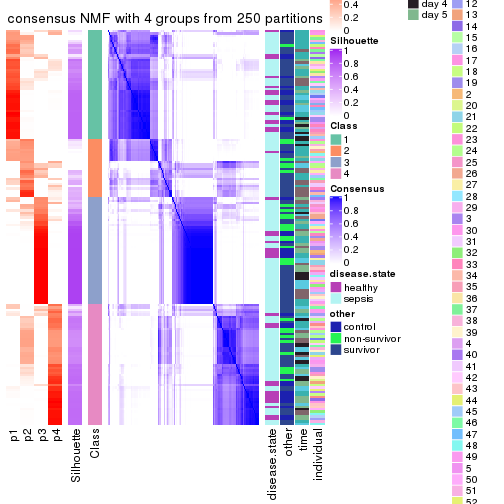 consensus NMF with 4 groups from 250 partitions
p1
p2
p3
p4
Silhouette
Class
disease.state
other
time
individual
0.4
0.2
0
Silhouette
1
0.8
0.6
0.4
0.2
0
Class
1
2
3
4
Consensus
1
0.8
0.6
0.4
0.2
0
disease.state
healthy
sepsis
other
control
non-survivor
survivor
day 4
day 5
12
13
14
15
16
17
18
19
2
20
21
22
23
24
25
26
27
28
29
3
30
31
32
33
34
35
36
37
38
39
4
40
41
42
43
44
45
46
47
48
49
5
50
51
52